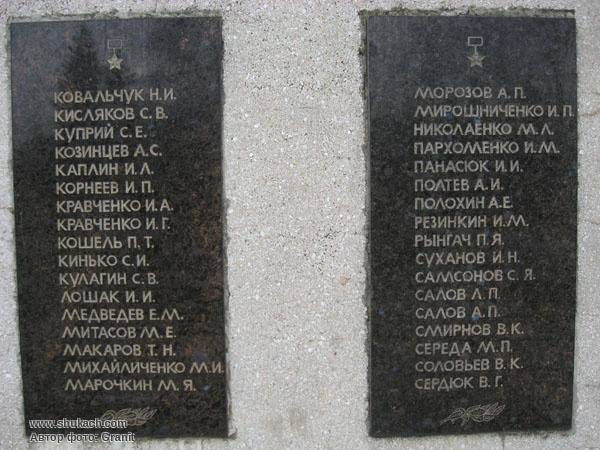 КОВАЛЬЧУК Н.И.
КИСЛЯКОВ С.В.
КУПРИЙ С.Е.
КОЗИНЦЕВ А.С.
КАПЛИН И.Л.
КОРНЕЕВ И.П.
КРАВЧЕНКО И.А.
КРАВЧЕНКО И.Г.
КОШЕЛЬ П.Т.
КИНЬКО С.И.
КУЛАГИН С.В.
ЛОШАК И.И.
МЕДВЕДЕВ Е.М.
МИТАСОВ М.Е.
МАКАРОВ Т.Н.
МИХАЙЛИЧЕНКО М.И.
МАРОЧКИН М.Я.
МОРОЗОВ А.П.
МИРОШНИЧЕНКО И.П.
НИКОЛАЕНКО М.Л.
ПАРХОМЕНКО И.М.
ПАНАСЮК И.И.
ПОЛТЕВ А.И.
ПОЛОХИН А.Е.
РЕЗИНКИН И.М.
РЫНГАЧ П.Я.
СУХАНОВ И.Н.
САМСОНОВ С.Я.
САЛОВ Л.П.
САЛОВ А.П.
СМИРНОВ В.К.
СЕРЕДА М.П.
СОЛОВЬЕВ В.К.
СЕРДЮК В.Г.
www.shukach.com
Автор фото: Granit